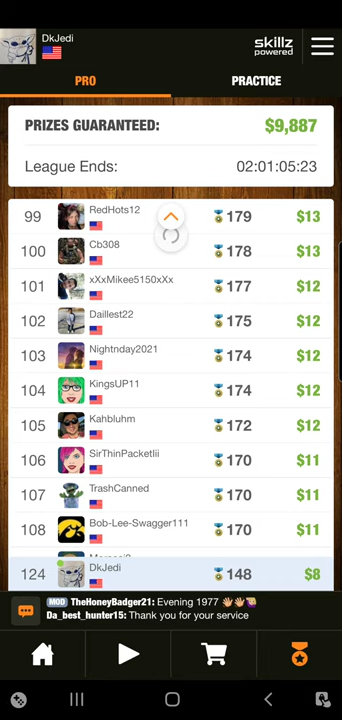 DkJedi
skillz
powered
PRO
PRACTICE
PRIZES GUARANTEED: $9,887
League Ends: 02:01:05:23
99 RedHots12 179 $13
100 Cb308 178 $13
101 xXxMikee5150xXx 177 $12
102 Daillest22 175 $12
103 Nightnday2021 174 $12
104 KingsUP11 174 $12
105 Kahbluhm 172 $12
106 SirThinPacketIii 170 $11
107 TrashCanned 170 $11
108 Bob-Lee-Swagger111 170 $11
124 DkJedi 148 $8
MOD TheHoneyBadger21: Evening 1977
Da_best_hunter15: Thank you for your service